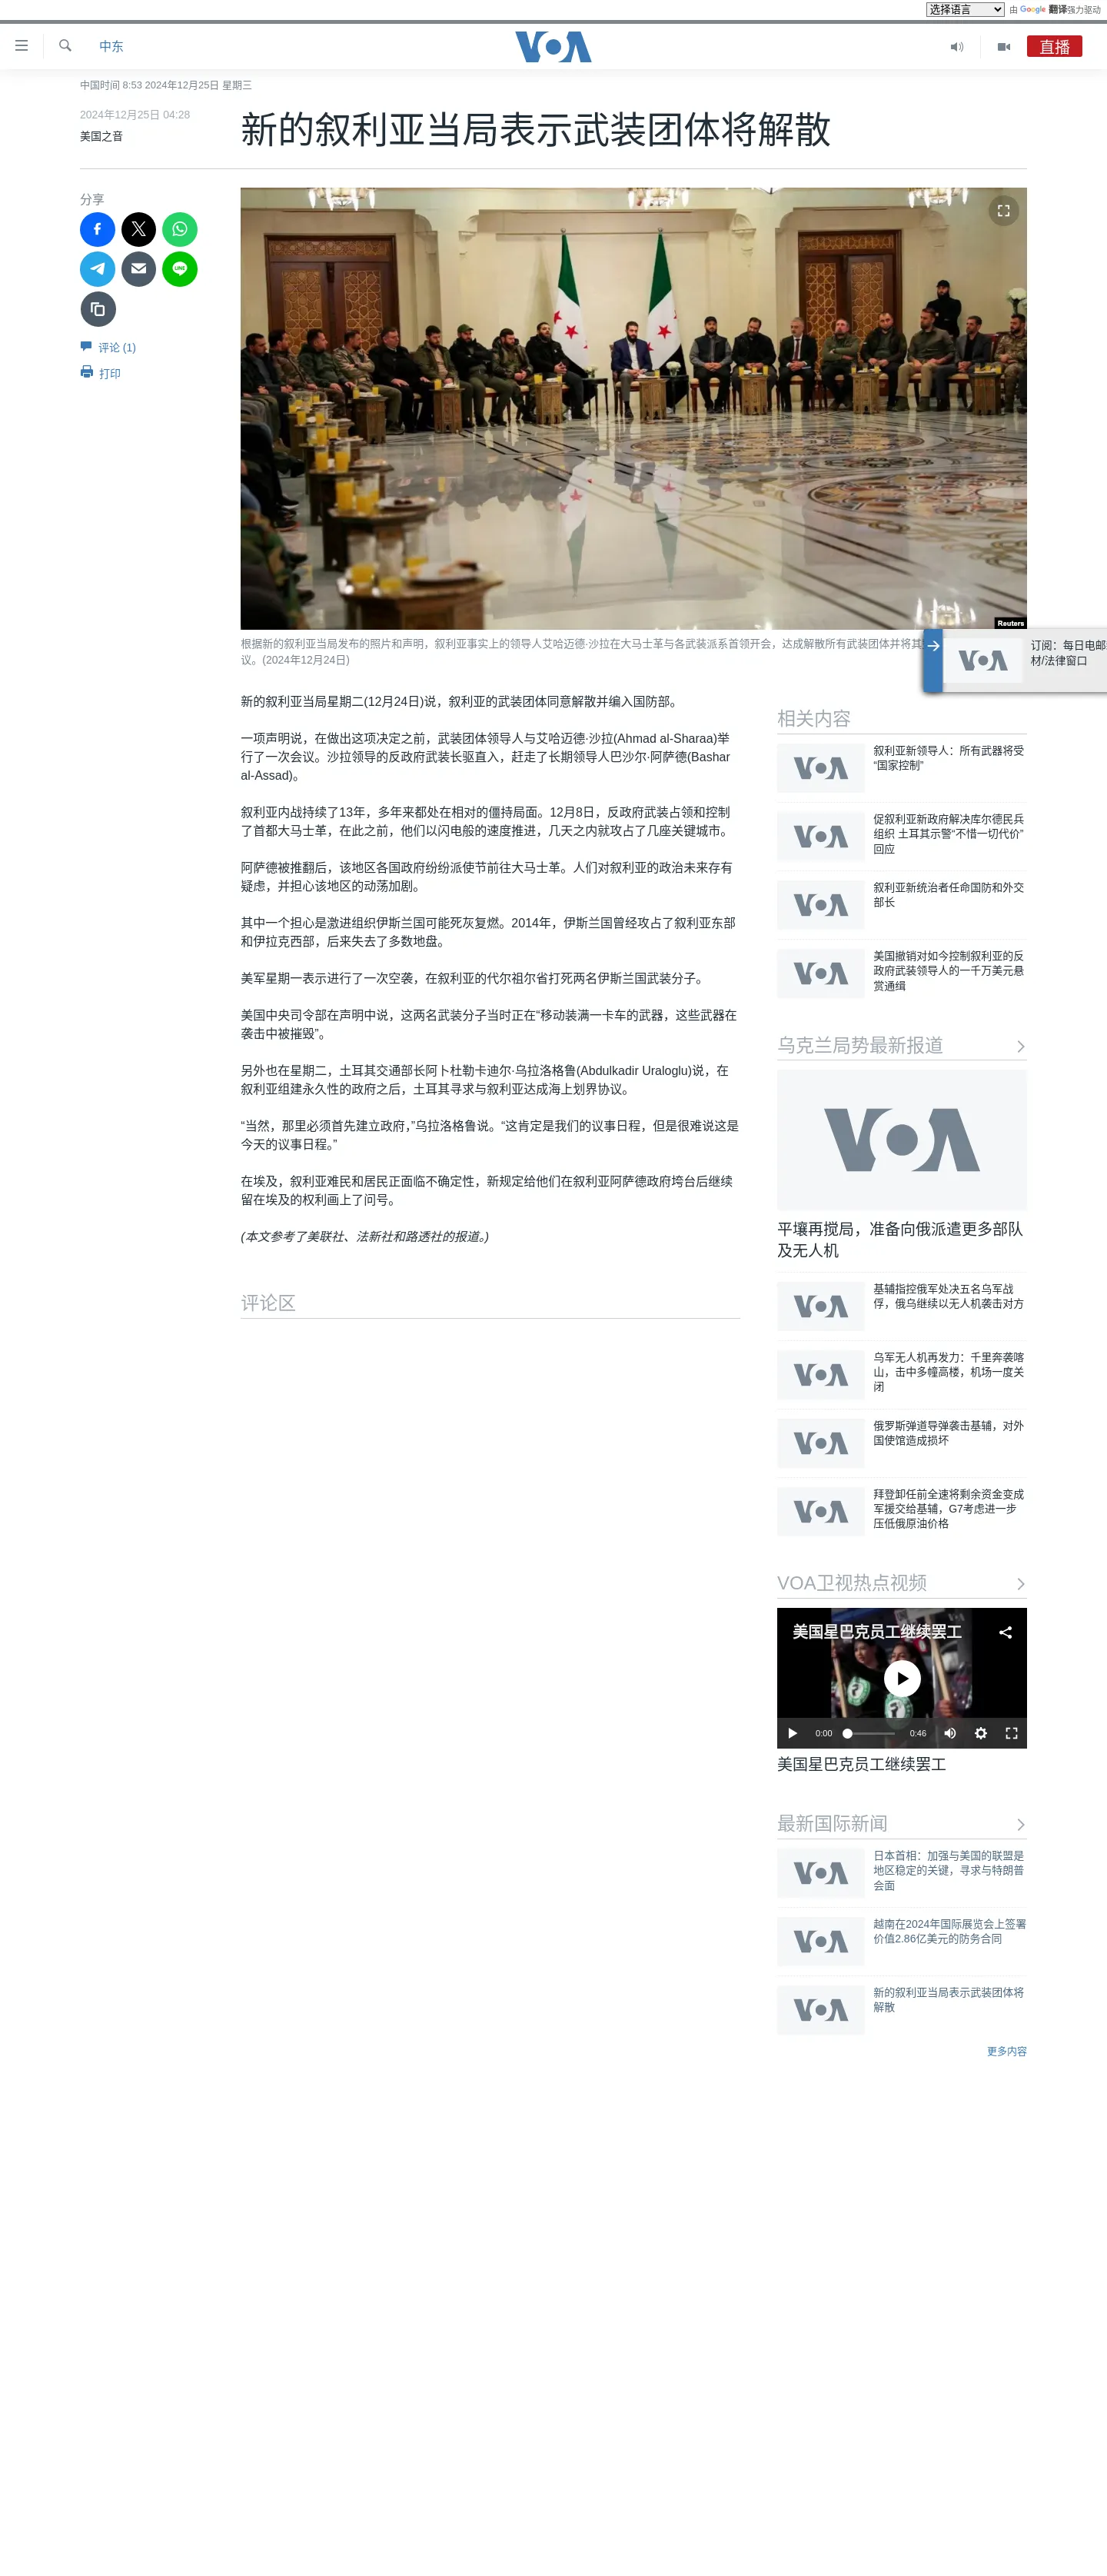 选择语言
由 Google 翻译强力驱动
中东
VOA
直播
中国时间 8:53 2024年12月25日 星期三
2024年12月25日 04:28
美国之音
新的叙利亚当局表示武装团体将解散
分享
评论 (1)
打印
Reuters
根据新的叙利亚当局发布的照片和声明，叙利亚事实上的领导人艾哈迈德·沙拉在大马士革与各武装派系首领开会，达成解散所有武装团体并将其
议。(2024年12月24日)
订阅：每日电邮
材/法律窗口
新的叙利亚当局星期二(12月24日)说，叙利亚的武装团体同意解散并编入国防部。
一项声明说，在做出这项决定之前，武装团体领导人与艾哈迈德·沙拉(Ahmad al-Sharaa)举
行了一次会议。沙拉领导的反政府武装长驱直入，赶走了长期领导人巴沙尔·阿萨德(Bashar
al-Assad)。
叙利亚内战持续了13年，多年来都处在相对的僵持局面。12月8日，反政府武装占领和控制
了首都大马士革，在此之前，他们以闪电般的速度推进，几天之内就攻占了几座关键城市。
阿萨德被推翻后，该地区各国政府纷纷派使节前往大马士革。人们对叙利亚的政治未来存有
疑虑，并担心该地区的动荡加剧。
其中一个担心是激进组织伊斯兰国可能死灰复燃。2014年，伊斯兰国曾经攻占了叙利亚东部
和伊拉克西部，后来失去了多数地盘。
美军星期一表示进行了一次空袭，在叙利亚的代尔祖尔省打死两名伊斯兰国武装分子。
美国中央司令部在声明中说，这两名武装分子当时正在“移动装满一卡车的武器，这些武器在
袭击中被摧毁”。
另外也在星期二，土耳其交通部长阿卜杜勒卡迪尔·乌拉洛格鲁(Abdulkadir Uraloglu)说，在
叙利亚组建永久性的政府之后，土耳其寻求与叙利亚达成海上划界协议。
“当然，那里必须首先建立政府，”乌拉洛格鲁说。“这肯定是我们的议事日程，但是很难说这是
今天的议事日程。”
在埃及，叙利亚难民和居民正面临不确定性，新规定给他们在叙利亚阿萨德政府垮台后继续
留在埃及的权利画上了问号。
(本文参考了美联社、法新社和路透社的报道。)
评论区
相关内容
VOA
叙利亚新领导人：所有武器将受
“国家控制”
VOA
促叙利亚新政府解决库尔德民兵
组织 土耳其示警“不惜一切代价”
回应
VOA
叙利亚新统治者任命国防和外交
部长
VOA
美国撤销对如今控制叙利亚的反
政府武装领导人的一千万美元悬
赏通缉
乌克兰局势最新报道
VOA
平壤再搅局，准备向俄派遣更多部队
及无人机
VOA
基辅指控俄军处决五名乌军战
俘，俄乌继续以无人机袭击对方
VOA
乌军无人机再发力：千里奔袭喀
山，击中多幢高楼，机场一度关
闭
VOA
俄罗斯弹道导弹袭击基辅，对外
国使馆造成损坏
VOA
拜登卸任前全速将剩余资金变成
军援交给基辅，G7考虑进一步
压低俄原油价格
VOA卫视热点视频
美国星巴克员工继续罢工
0:00
0:46
美国星巴克员工继续罢工
最新国际新闻
VOA
日本首相：加强与美国的联盟是
地区稳定的关键，寻求与特朗普
会面
VOA
越南在2024年国际展览会上签署
价值2.86亿美元的防务合同
VOA
新的叙利亚当局表示武装团体将
解散
更多内容